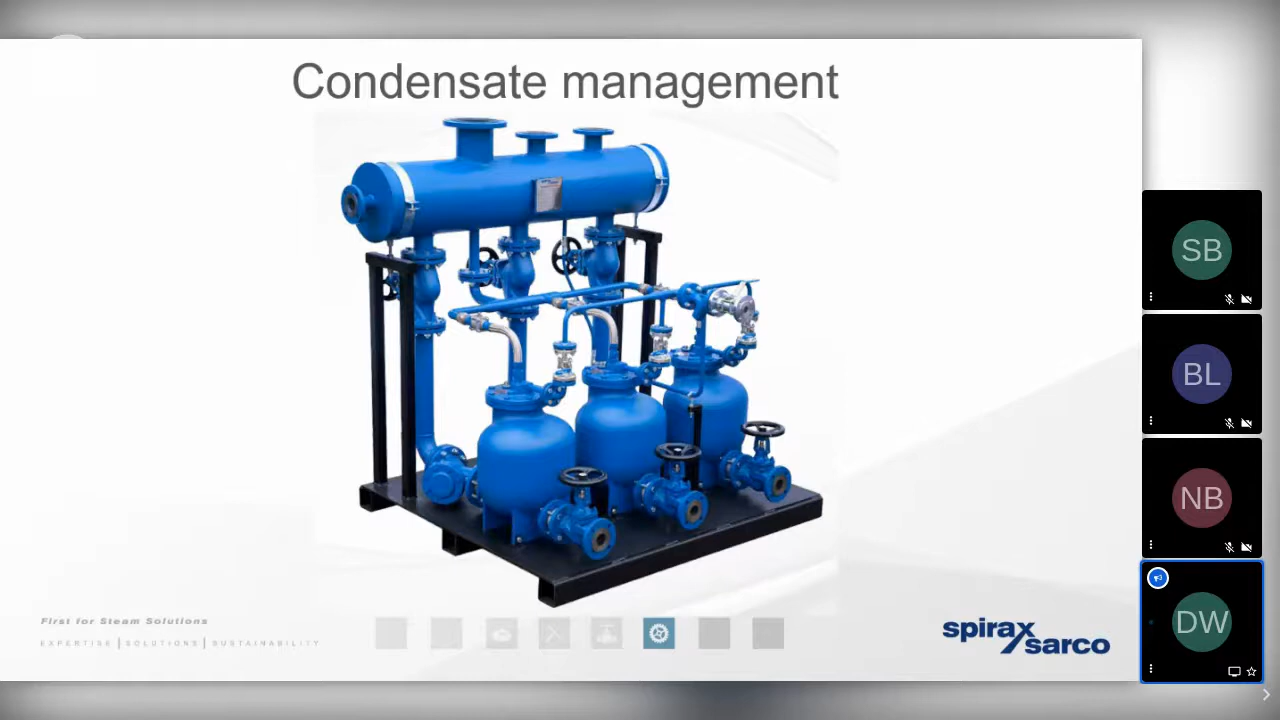 Condensate management
SB
BL
NB
DW
First for Steam Solutions
EXPERTISE | SOLUTIONS | SUSTAINABILITY
spirax
sarco